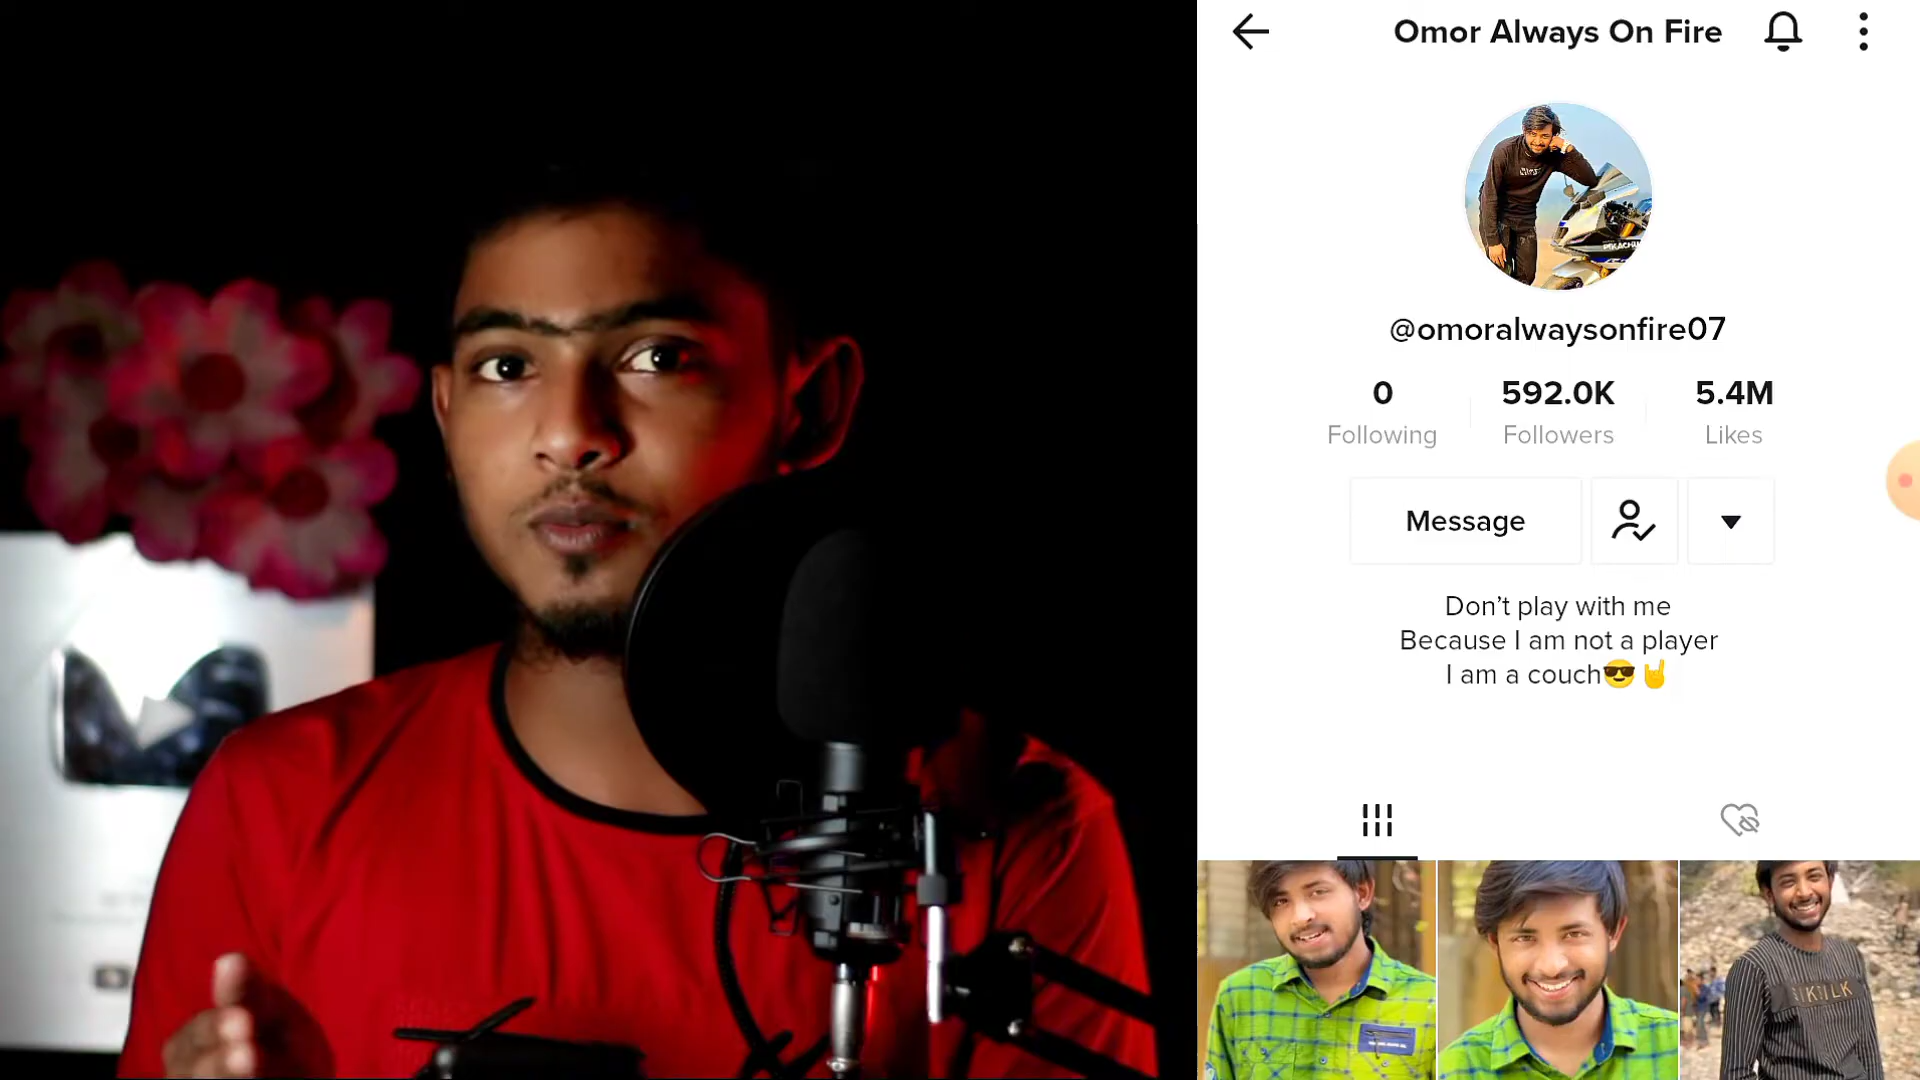 Omor Always On Fire
@omoralwaysonfire07
0 592.0K 5.4M
Following Followers Likes
Message
Don’t play with me
Because I am not a player
I am a couch😎🤘